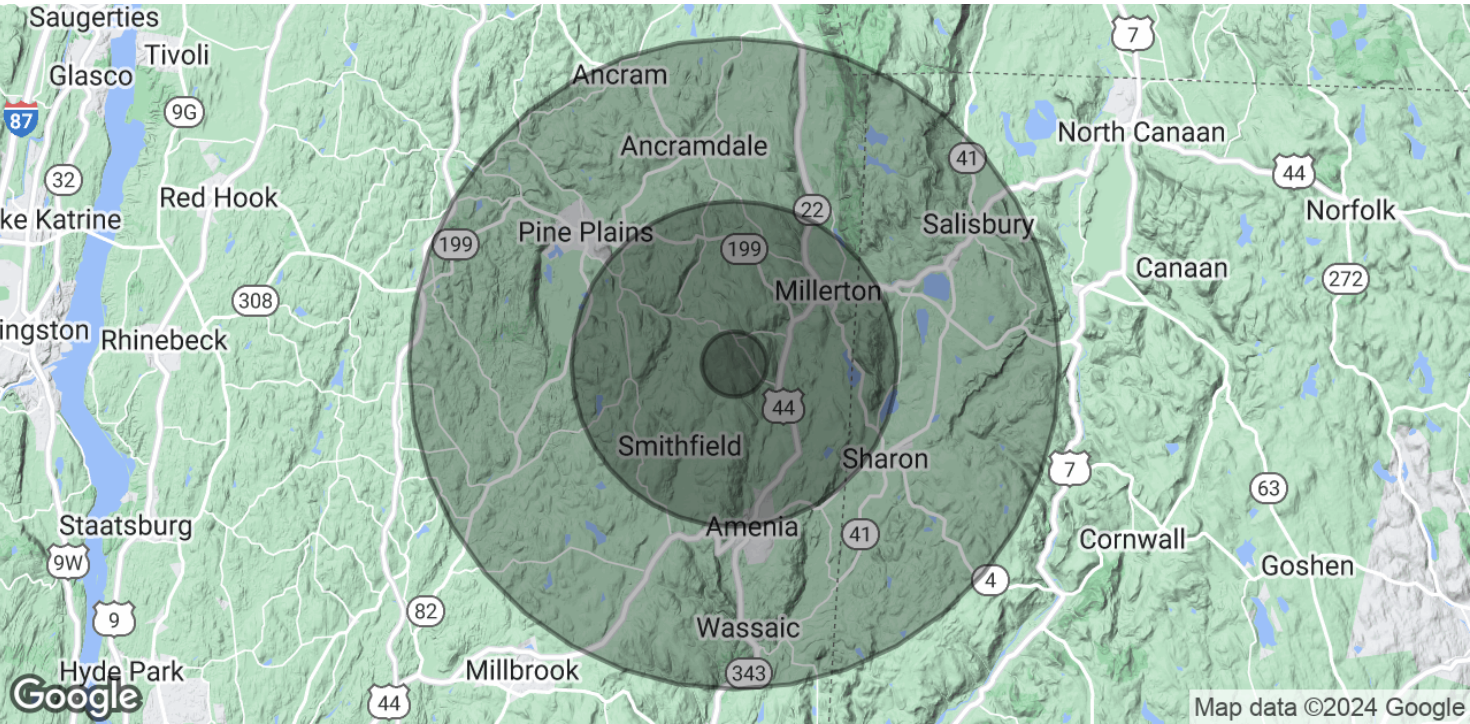 Saugerties
Tivoli
Glasco
9G
87
32
Red Hook
ke Katrine
308
ingston
Rhinebeck
Staatsburg
9W
9
Hyde Park
82
44
Millbrook
Ancram
Ancramdale
Pine Plains
199
199
22
Millerton
44
Smithfield
Sharon
Amenia
41
Wassaic
343
4
41
Salisbury
7
North Canaan
44
Norfolk
Canaan
272
7
63
Cornwall
Goshen
Google
Map data ©2024 Google